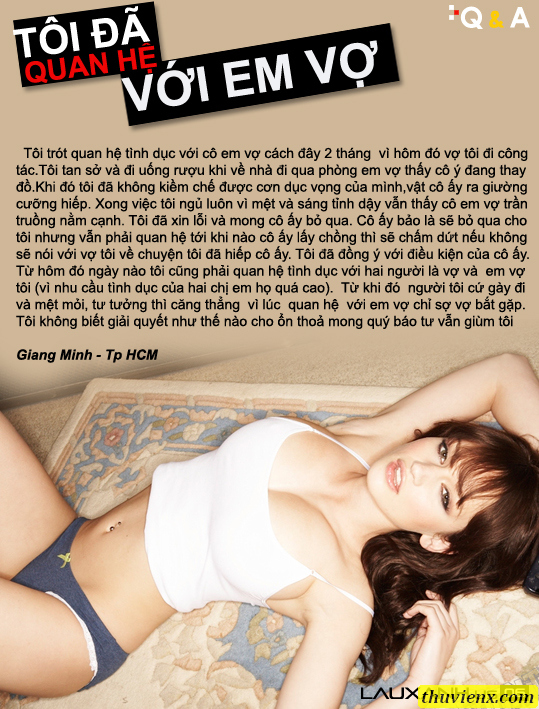 Q & A
TÔI ĐÃ
QUAN HỆ
VỚI EM VỢ
Tôi trót quan hệ tình dục với cô em vợ cách đây 2 tháng vì hôm đó vợ tôi đi công
tác.Tôi tan sở và đi uống rượu khi về nhà đi qua phòng em vợ thấy cô ý đang thay
đồ.Khi đó tôi đã không kiềm chế được cơn dục vọng của mình,vật cô ấy ra giường
cưỡng hiếp. Xong việc tôi ngủ luôn vì mệt và sáng tỉnh dậy vẫn thấy cô em vợ trần
truồng nằm cạnh. Tôi đã xin lỗi và mong cô ấy bỏ qua. Cô ấy bảo là sẽ bỏ qua cho
tôi nhưng vẫn phải quan hệ tới khi nào cô ấy lấy chồng thì sẽ chấm dứt nếu không
sẽ nói với vợ tôi về chuyện tôi đã hiếp cô ấy. Tôi đã đồng ý với điều kiện của cô ấy.
Từ hôm đó ngày nào tôi cũng phải quan hệ tình dục với hai người là vợ và em vợ
tôi (vì nhu cầu tình dục của hai chị em họ quá cao). Từ khi đó người tôi cứ gày đi
và mệt mỏi, tư tưởng thì căng thẳng vì lúc quan hệ với em vợ chỉ sợ vợ bắt gặp.
Tôi không biết giải quyết như thế nào cho ổn thoả mong quý báo tư vẫn giùm tôi
Giang Minh - Tp HCM
LAUX
thuvienx.com